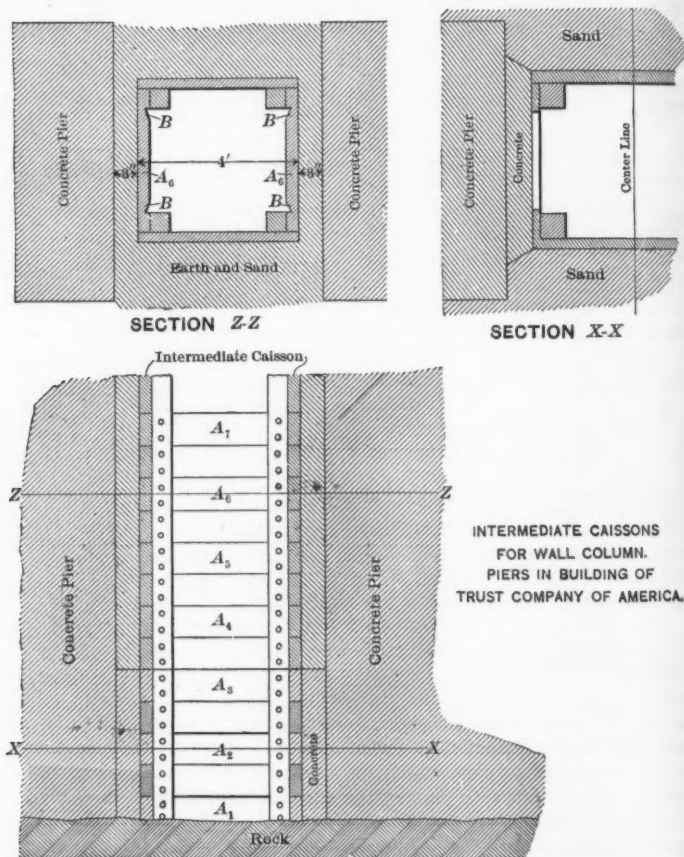 Concrete Pier
B
B
4'
3"
A6
A6
3"
B
B
Earth and Sand
Concrete Pier
SECTION Z-Z
Sand
Concrete Pier
Concrete
Center Line
Sand
SECTION X-X
Intermediate Caisson
A7
Z
A6
Z
A5
A4
A3
X
A2
X
A1
Concrete Pier
Concrete Pier
Concrete
Rock
INTERMEDIATE CAISSONS
FOR WALL COLUMN.
PIERS IN BUILDING OF
TRUST COMPANY OF AMERICA.